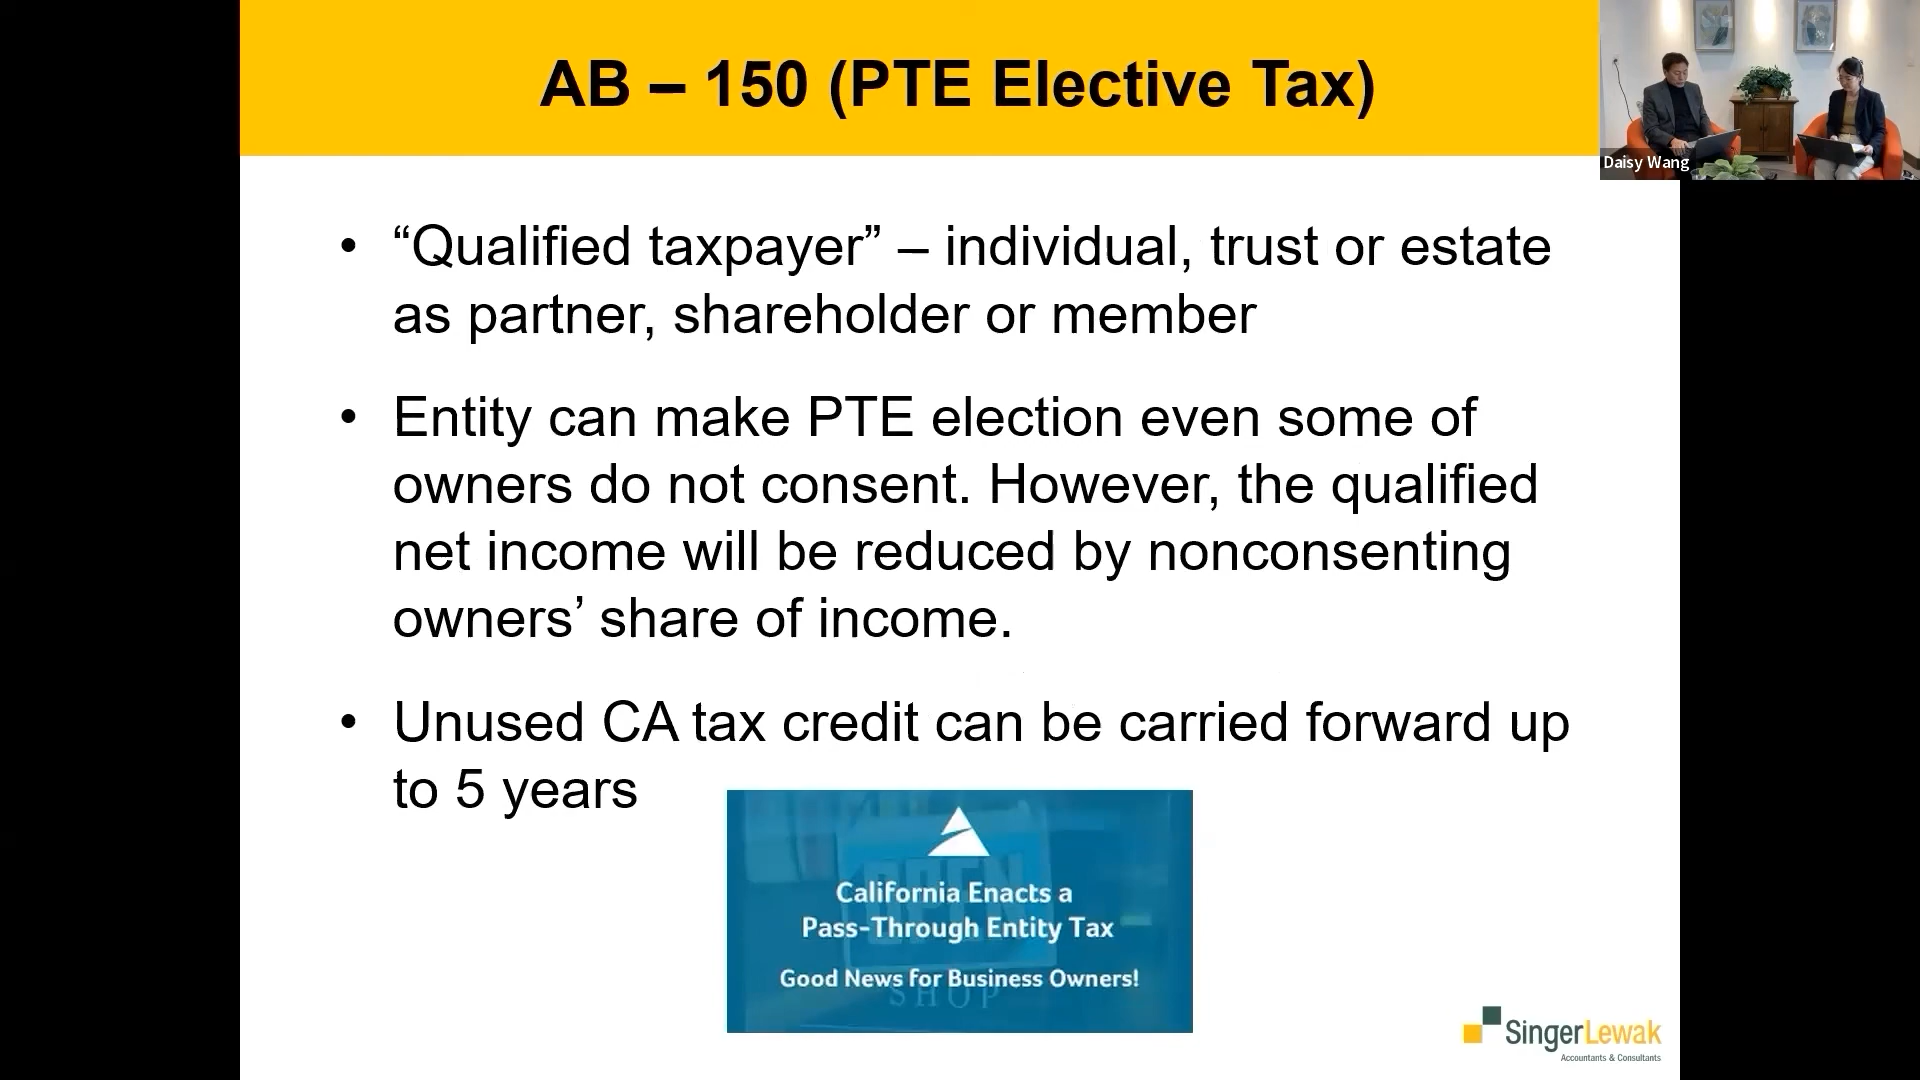 AB – 150 (PTE Elective Tax)
Daisy Wang
• “Qualified taxpayer” – individual, trust or estate
as partner, shareholder or member
• Entity can make PTE election even some of
owners do not consent. However, the qualified
net income will be reduced by nonconsenting
owners’ share of income.
• Unused CA tax credit can be carried forward up
to 5 years
OPEN
California Enacts a
Pass-Through Entity Tax
Good News for Business Owners!
SHOP
SingerLewak
Accountants & Consultants